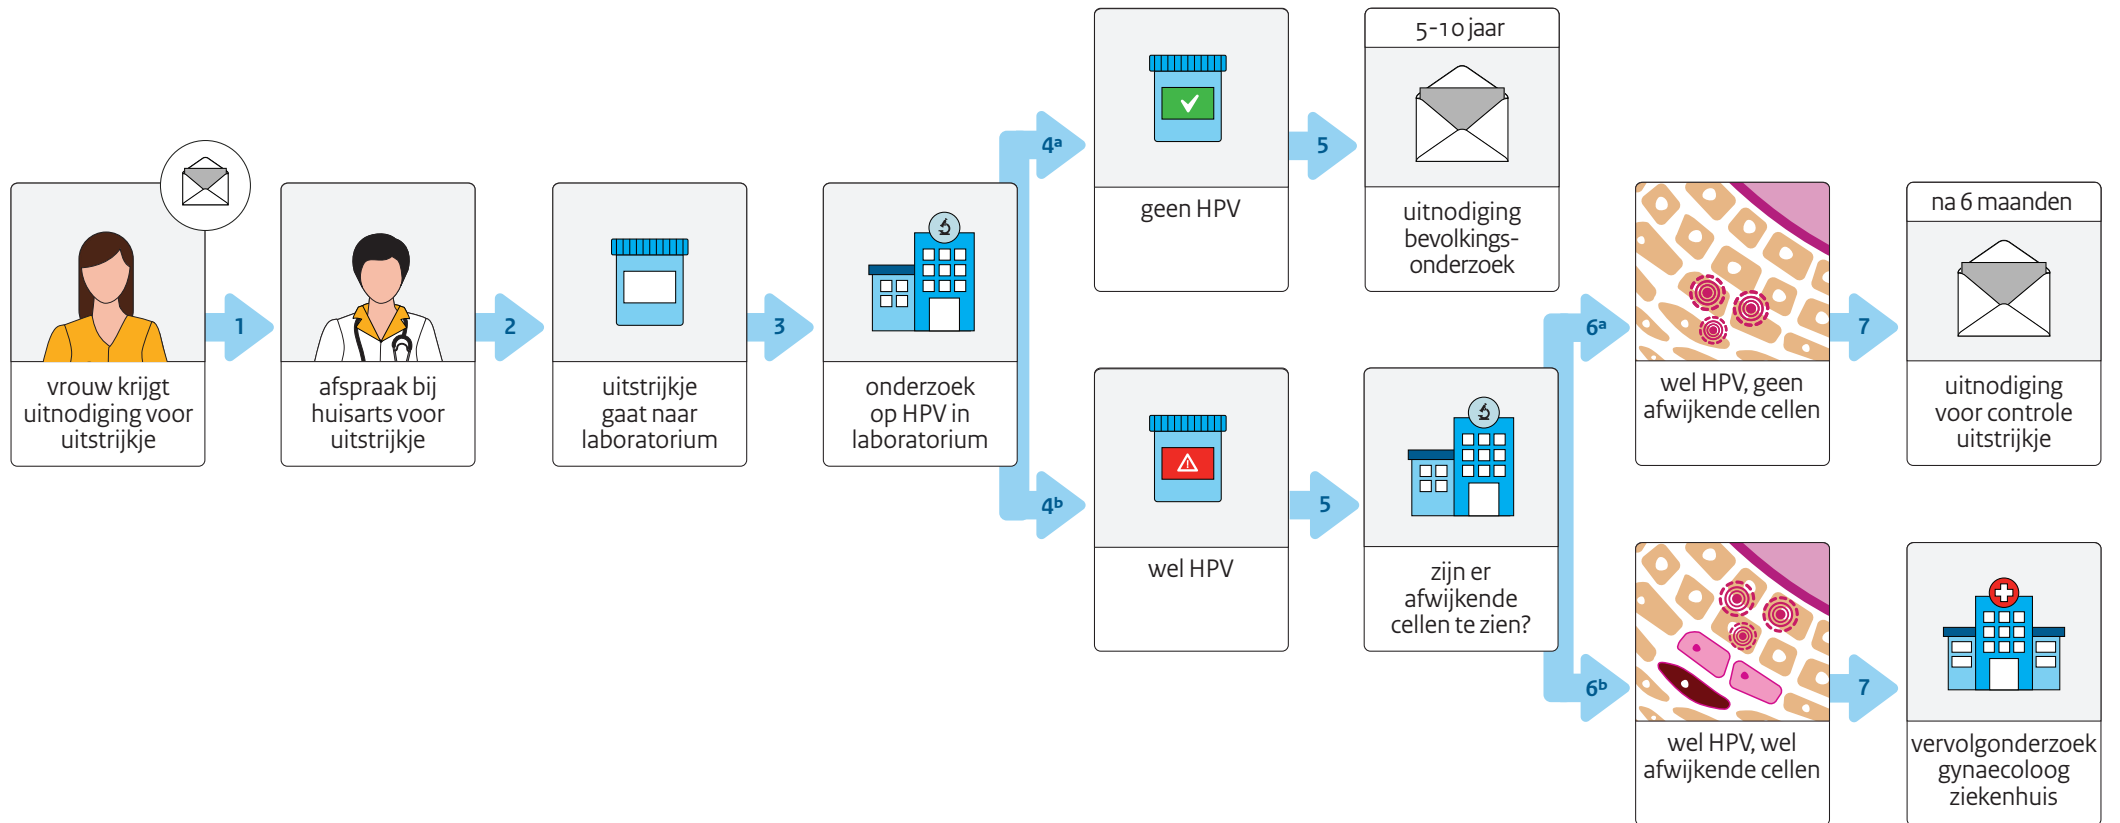 vrouw krijgt
uitnodiging voor
uitstrijkje
1
afspraak bij
huisarts voor
uitstrijkje
2
uitstrijkje
gaat naar
laboratorium
3
onderzoek
op HPV in
laboratorium
4a
geen HPV
5
5-10 jaar
uitnodiging
bevolkings-
onderzoek
4b
wel HPV
5
zijn er
afwijkende
cellen te zien?
6a
wel HPV, geen
afwijkende cellen
7
na 6 maanden
uitnodiging
voor controle
uitstrijkje
6b
wel HPV, wel
afwijkende cellen
7
vervolgonderzoek
gynaecoloog
ziekenhuis